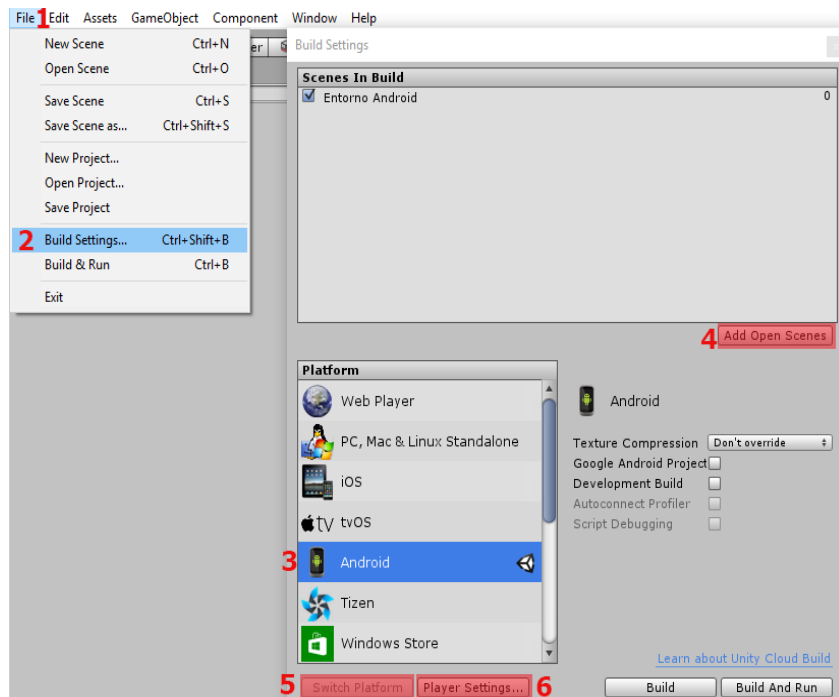 File 1 Edit Assets GameObject Component Window Help
New Scene Ctrl+N
Open Scene Ctrl+O
Save Scene Ctrl+S
Save Scene as... Ctrl+Shift+S
New Project...
Open Project...
Save Project
2 Build Settings... Ctrl+Shift+B
Build & Run Ctrl+B
Exit
er
Build Settings
Scenes In Build
Entorno Android 0
4 Add Open Scenes
Platform
Web Player
PC, Mac & Linux Standalone
iOS
tv tvOS
3 Android
Tizen
Windows Store
Android
Texture Compression Don't override
Google Android Project
Development Build
Autoconnect Profiler
Script Debugging
Learn about Unity Cloud Build
5 Switch Platform Player Settings... 6 Build Build And Run